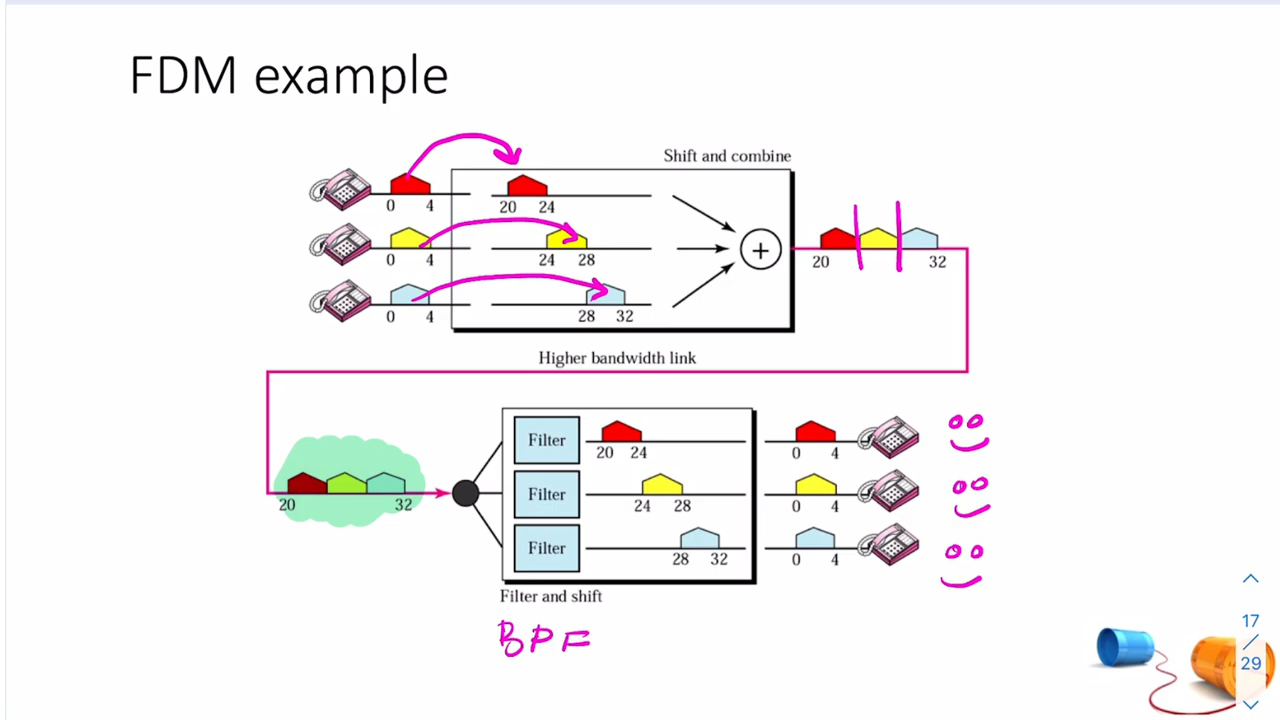 FDM example
Shift and combine
0 4 20 24
0 4 24 28
20 32
0 4 28 32
Higher bandwidth link
Filter 20 24 0 4
20 32
Filter 24 28 0 4
Filter 28 32 0 4
Filter and shift
BPF
17
/
29